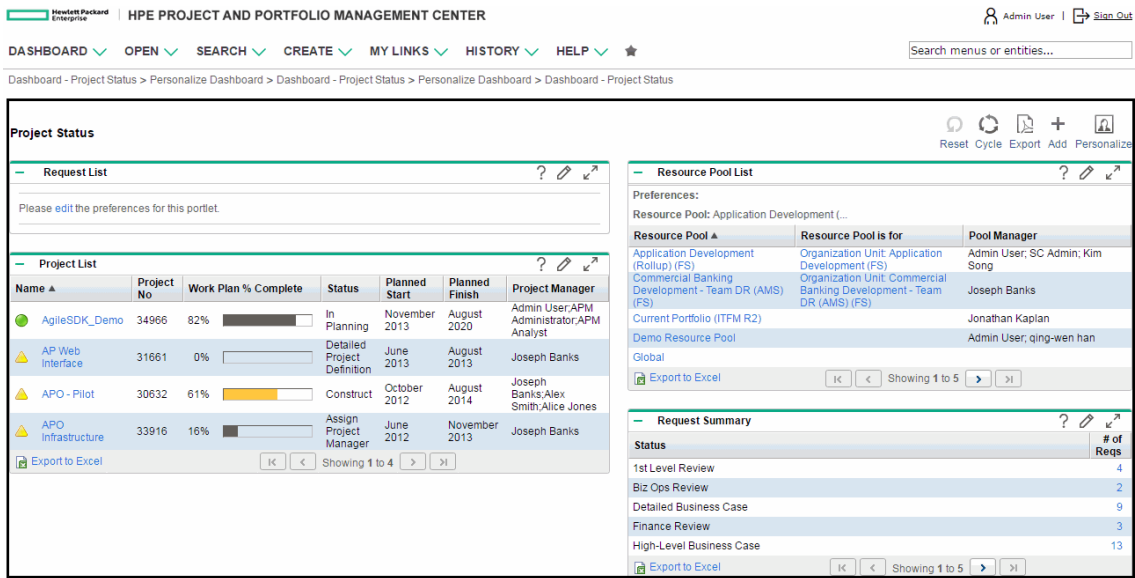 Hewlett Packard
Enterprise
HPE PROJECT AND PORTFOLIO MANAGEMENT CENTER
Admin User | Sign Out
DASHBOARD OPEN SEARCH CREATE MY LINKS HISTORY HELP
Search menus or entities...
Dashboard - Project Status > Personalize Dashboard > Dashboard - Project Status > Personalize Dashboard > Dashboard - Project Status
Project Status
Reset Cycle Export Add Personalize
Request List
Please edit the preferences for this portlet.
Project List
Name Project No Work Plan % Complete Status Planned Start Planned Finish Project Manager
AgileSDK_Demo 34966 82% In Planning November 2013 August 2020 Admin User;APM Administrator;APM Analyst
AP Web Interface 31661 0% Detailed Project Definition June 2013 August 2013 Joseph Banks
APO - Pilot 30632 61% Construct October 2012 August 2014 Joseph Banks;Alex Smith;Alice Jones
APO Infrastructure 33916 16% Assign Project Manager June 2012 November 2013 Joseph Banks
Export to Excel Showing 1 to 4
Resource Pool List
Preferences:
Resource Pool: Application Development (...
Resource Pool Resource Pool is for Pool Manager
Application Development (Rollup) (FS) Organization Unit: Application Development (FS) Admin User; SC Admin; Kim Song
Commercial Banking Development - Team DR (AMS) (FS) Organization Unit: Commercial Banking Development - Team DR (AMS) (FS) Joseph Banks
Current Portfolio (ITFM R2) Jonathan Kaplan
Demo Resource Pool Admin User; qing-wen han
Global
Export to Excel Showing 1 to 5
Request Summary
Status # of Reqs
1st Level Review 4
Biz Ops Review 2
Detailed Business Case 9
Finance Review 3
High-Level Business Case 13
Export to Excel Showing 1 to 5